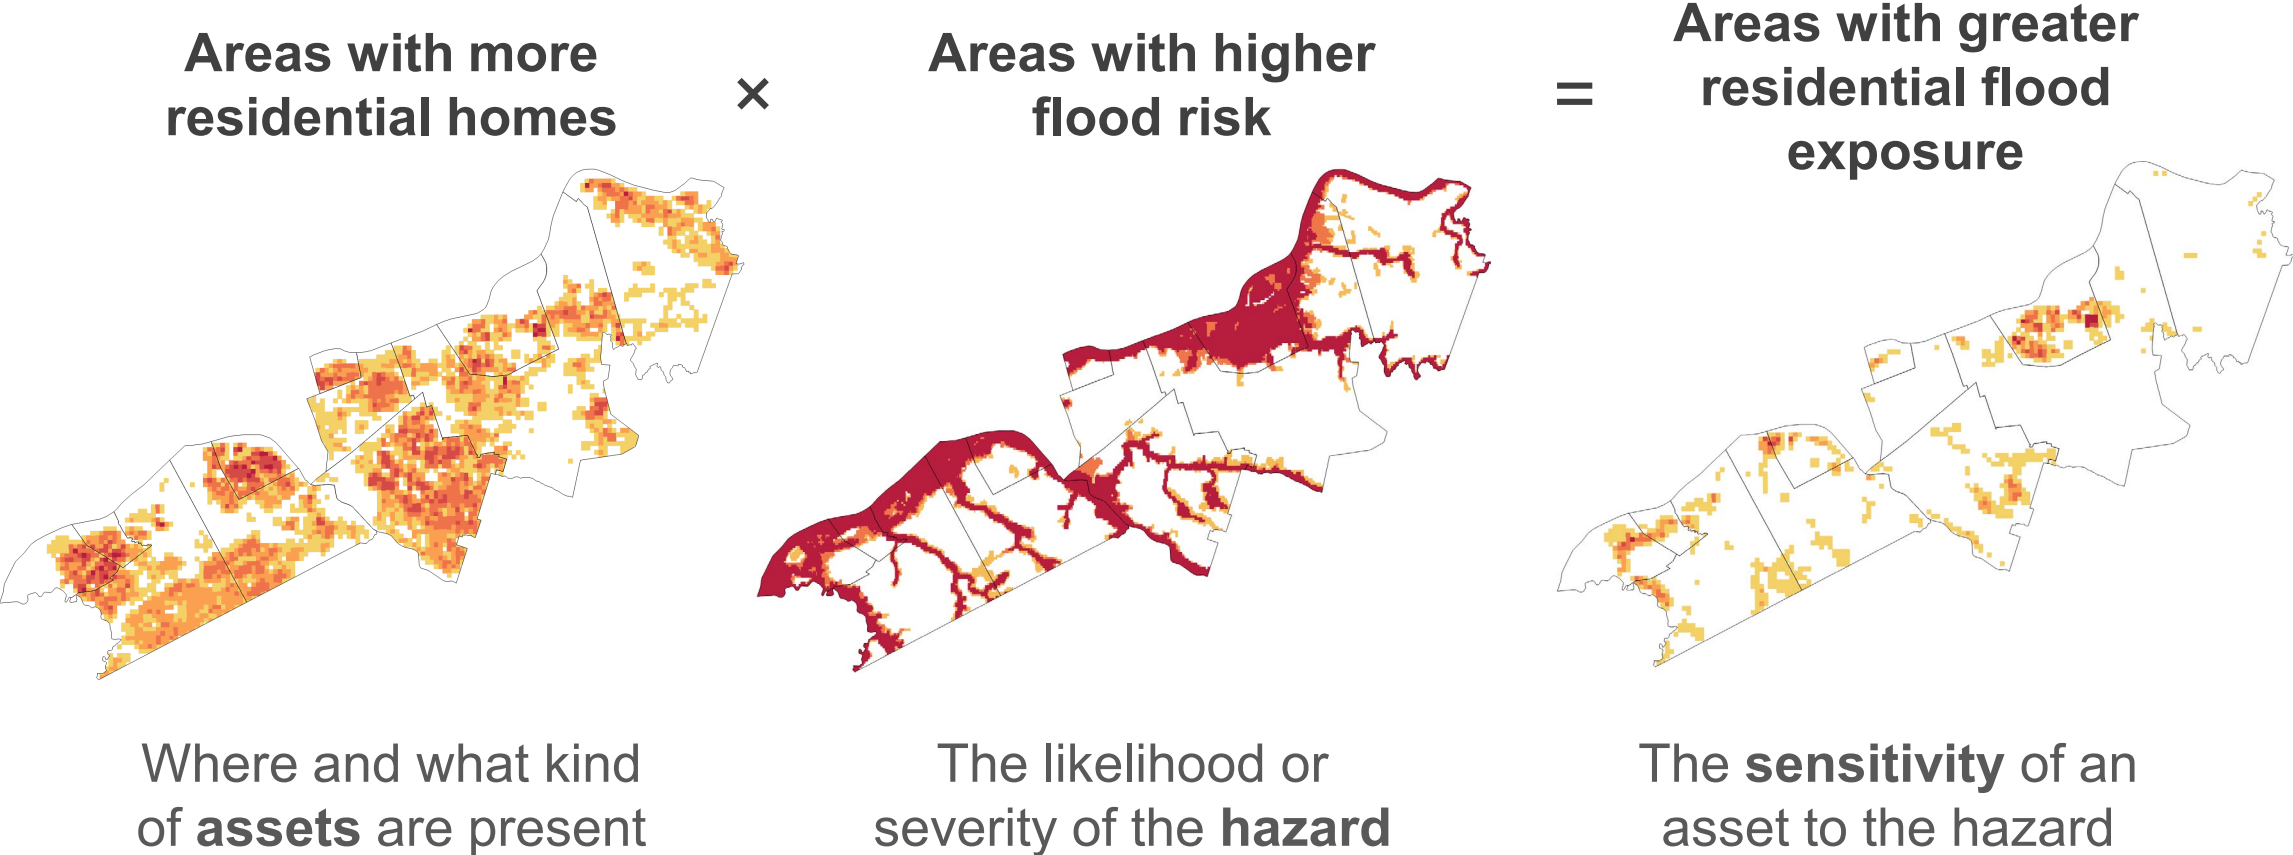 Areas with more
residential homes
×
Areas with higher
flood risk
=
Areas with greater
residential flood
exposure
Where and what kind
of assets are present
The likelihood or
severity of the hazard
The sensitivity of an
asset to the hazard